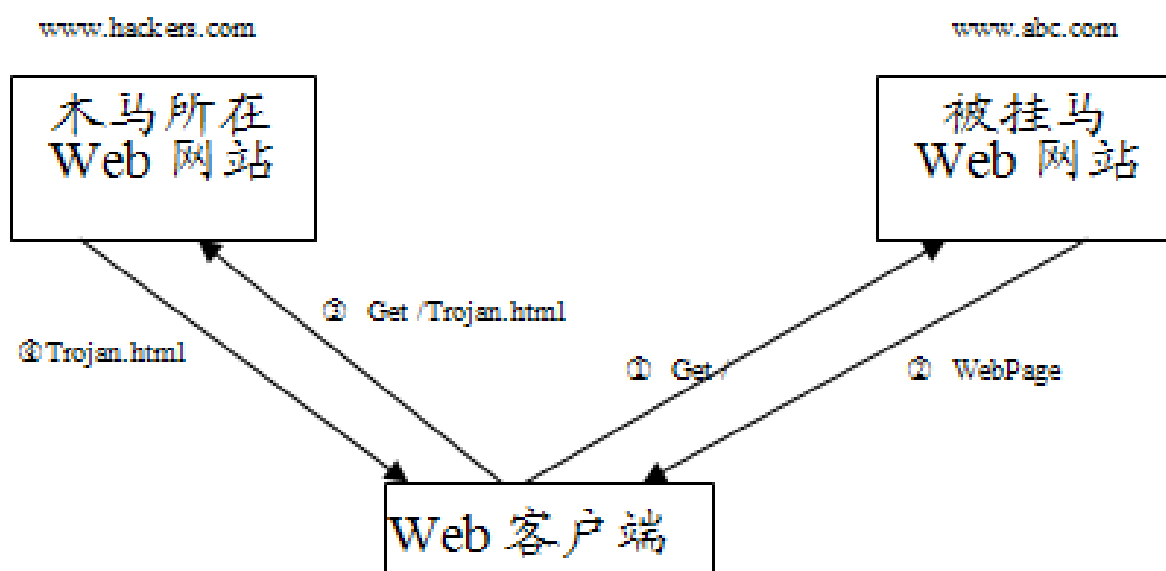 www.hackers.com
www.abc.com
木马所在
Web 网站
被挂马
Web 网站
③ Get /Trojan.html
④Trojan.html
① Get /
② WebPage
Web 客户端